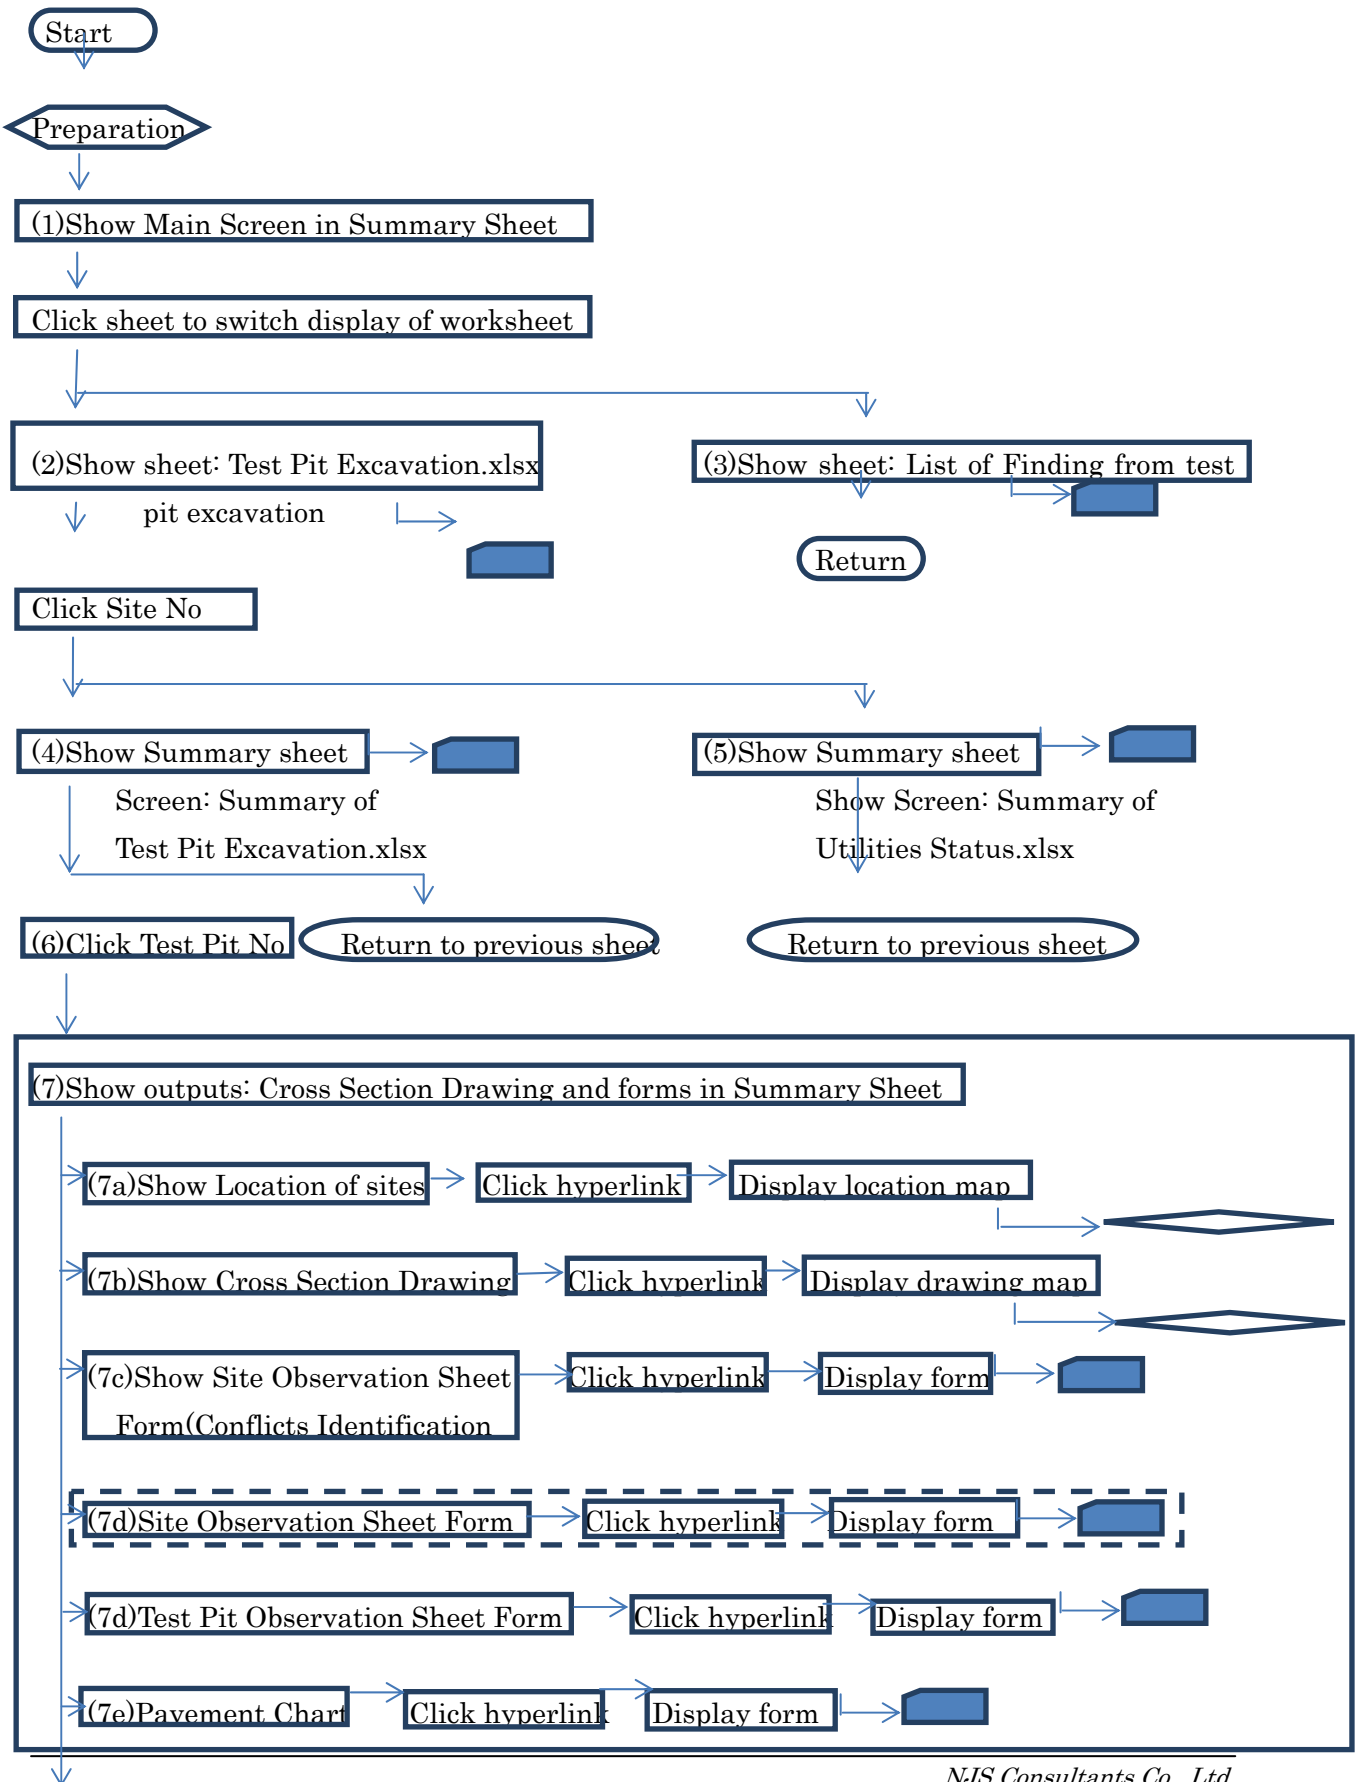 Start
Preparation
(1)Show Main Screen in Summary Sheet
Click sheet to switch display of worksheet
(2)Show sheet: Test Pit Excavation.xlsx
(3)Show sheet: List of Finding from test
pit excavation
Return
Click Site No
(4)Show Summary sheet
(5)Show Summary sheet
Screen: Summary of
Show Screen: Summary of
Test Pit Excavation.xlsx
Utilities Status.xlsx
(6)Click Test Pit No
Return to previous sheet
Return to previous sheet
(7)Show outputs: Cross Section Drawing and forms in Summary Sheet
(7a)Show Location of sites
Click hyperlink
Display location map
(7b)Show Cross Section Drawing
Click hyperlink
Display drawing map
(7c)Show Site Observation Sheet
Click hyperlink
Display form
Form(Conflicts Identification
(7d)Site Observation Sheet Form
Click hyperlink
Display form
(7d)Test Pit Observation Sheet Form
Click hyperlink
Display form
(7e)Pavement Chart
Click hyperlink
Display form
NJS Consultants Co., Ltd